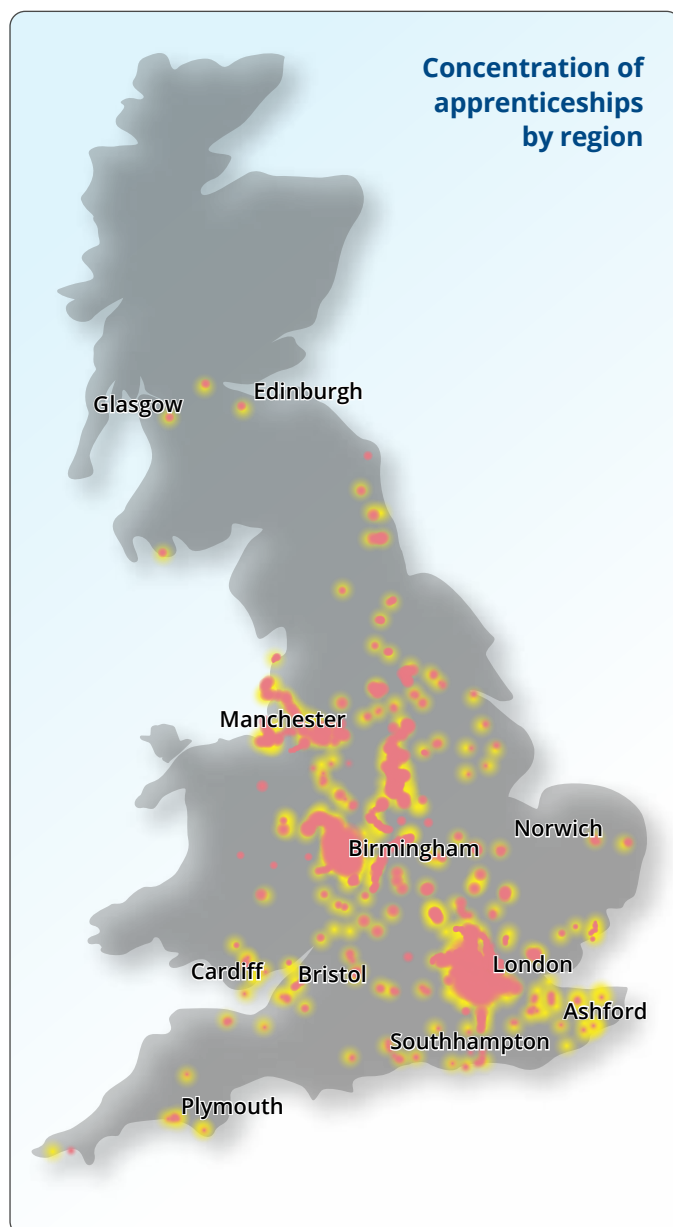 Concentration of
apprenticeships
by region
Edinburgh
Glasgow
Manchester
Norwich
Birmingham
London
Cardiff
Bristol
Ashford
Southhampton
Plymouth